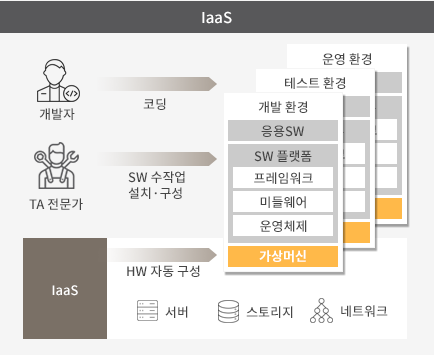 IaaS
운영 환경
테스트 환경
개발 환경
개발자
코딩
응용SW
SW 플랫폼
프레임워크
미들웨어
운영체제
가상머신
TA 전문가
SW 수작업
설치·구성
HW 자동 구성
IaaS
서버
스토리지
네트워크